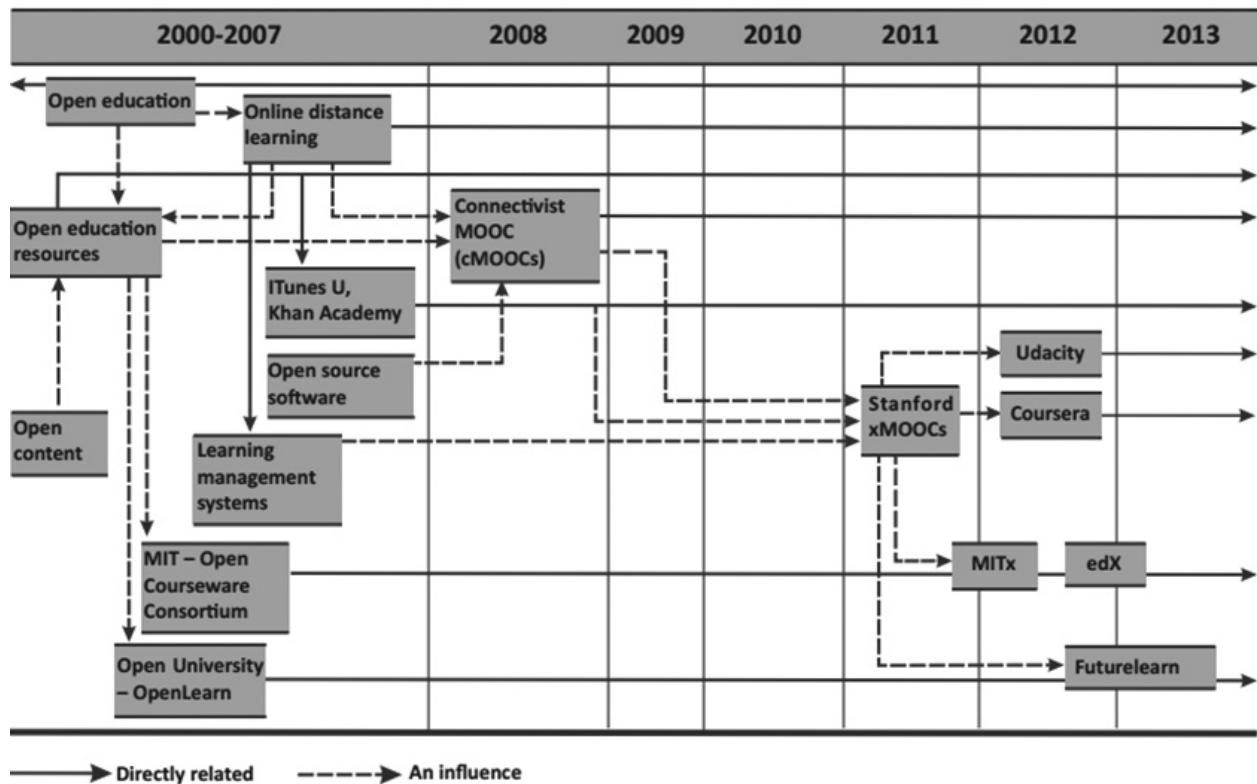 2000-2007 2008 2009 2010 2011 2012 2013
Open education
Online distance
learning
Open education
resources
Connectivist
MOOC
(cMOOCs)
ITunes U,
Khan Academy
Open source
software
Udacity
Stanford
xMOOCs
Coursera
Open
content
Learning
management
systems
MIT – Open
Courseware
Consortium
MITx
edX
Open University
– OpenLearn
Futurelearn
Directly related
An influence